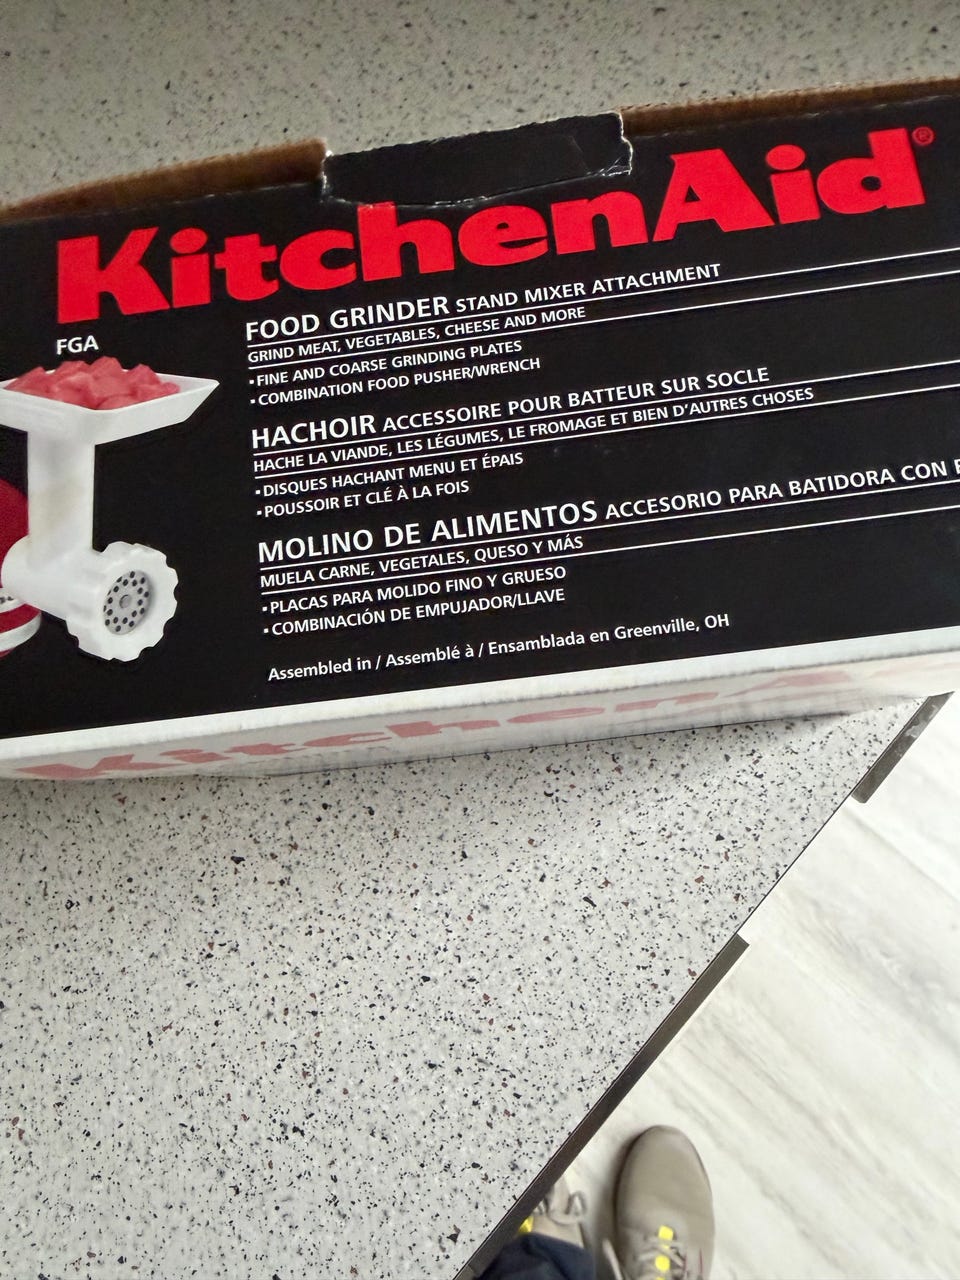 KitchenAid®
FGA
FOOD GRINDER STAND MIXER ATTACHMENT
GRIND MEAT, VEGETABLES, CHEESE AND MORE
▪FINE AND COARSE GRINDING PLATES
▪COMBINATION FOOD PUSHER/WRENCH
HACHOIR ACCESSOIRE POUR BATTEUR SUR SOCLE
HACHE LA VIANDE, LES LÉGUMES, LE FROMAGE ET BIEN D'AUTRES CHOSES
▪DISQUES HACHANT MENU ET ÉPAIS
▪POUSSOIR ET CLÉ À LA FOIS
MOLINO DE ALIMENTOS ACCESORIO PARA BATIDORA CON
MUELA CARNE, VEGETALES, QUESO Y MÁS
▪PLACAS PARA MOLIDO FINO Y GRUESO
▪COMBINACIÓN DE EMPUJADOR/LLAVE
Assembled in / Assemblé à / Ensamblada en Greenville, OH
KitchenAid